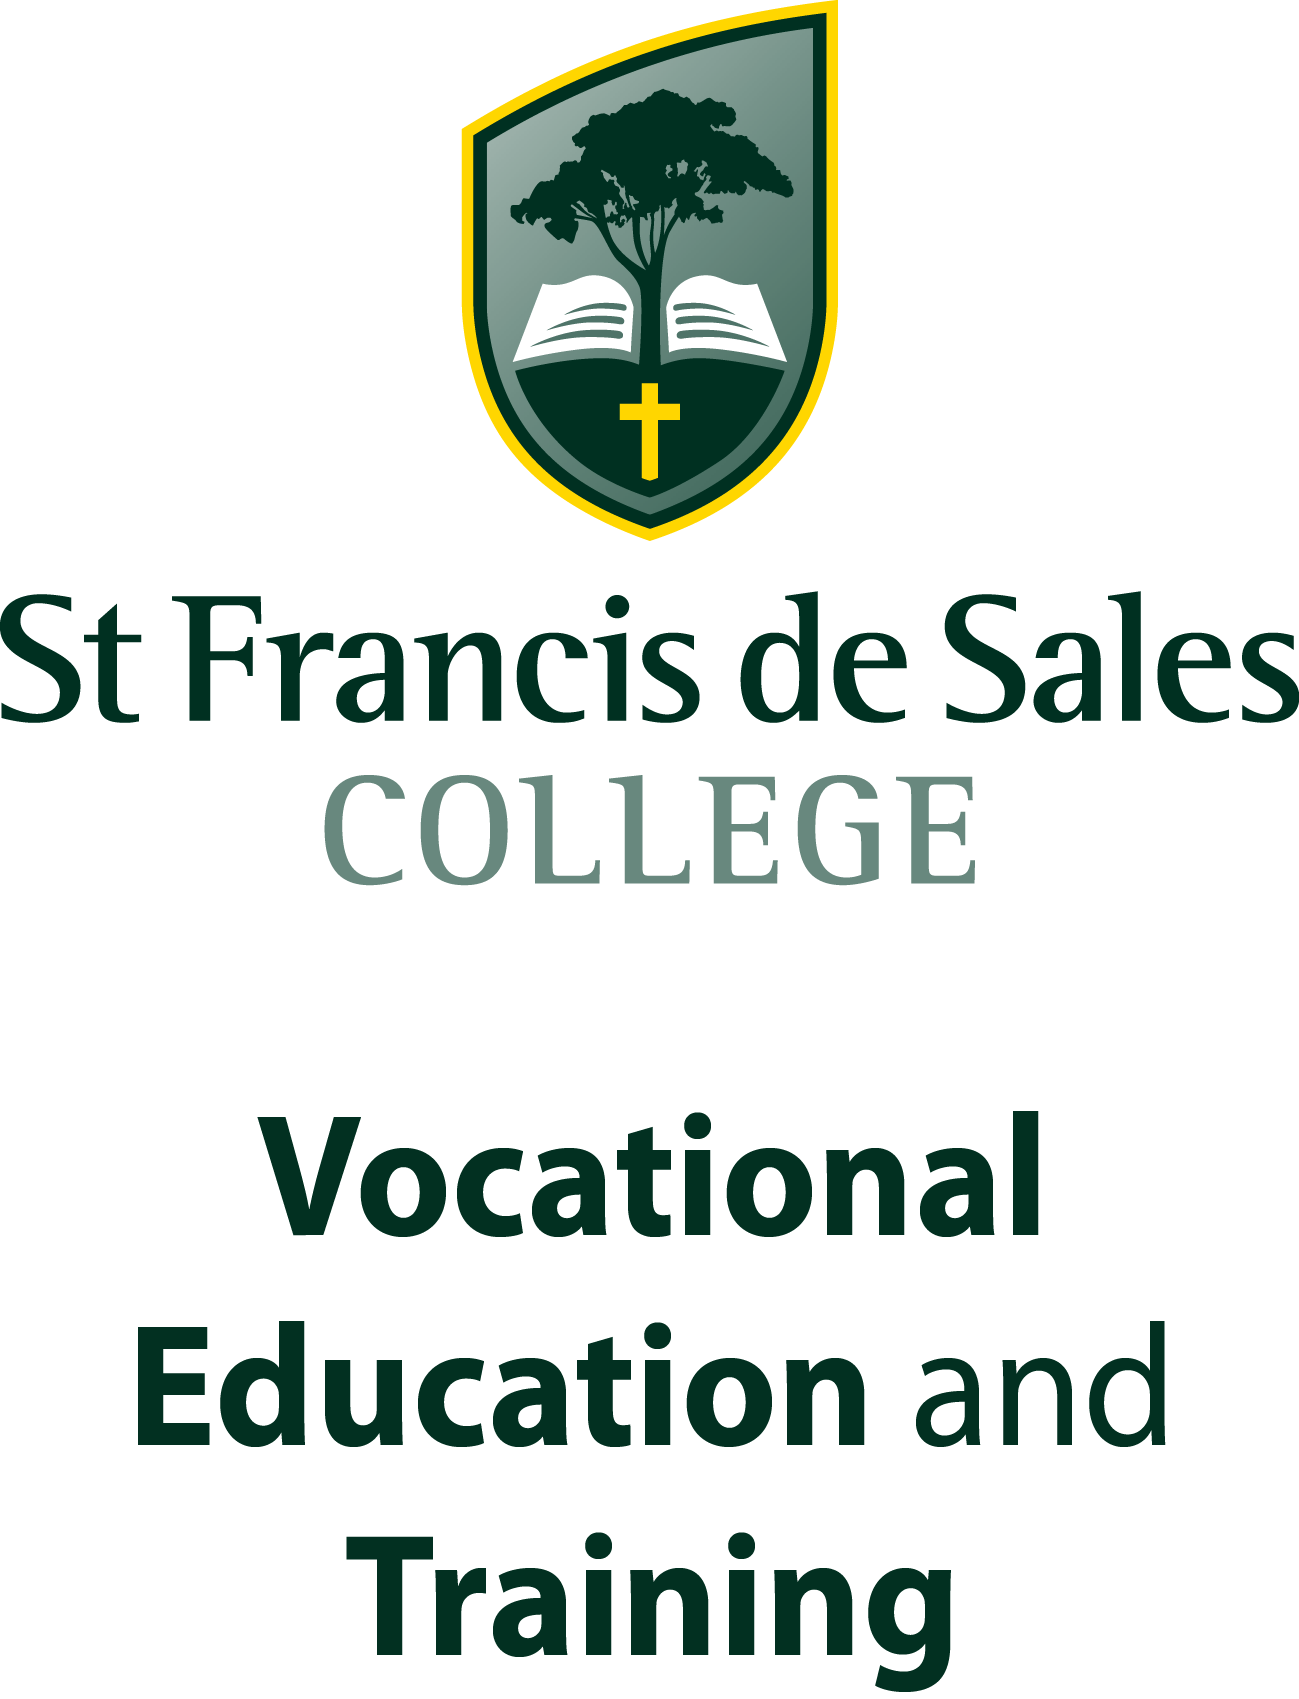 St Francis de Sales
COLLEGE
Vocational
Education and
Training